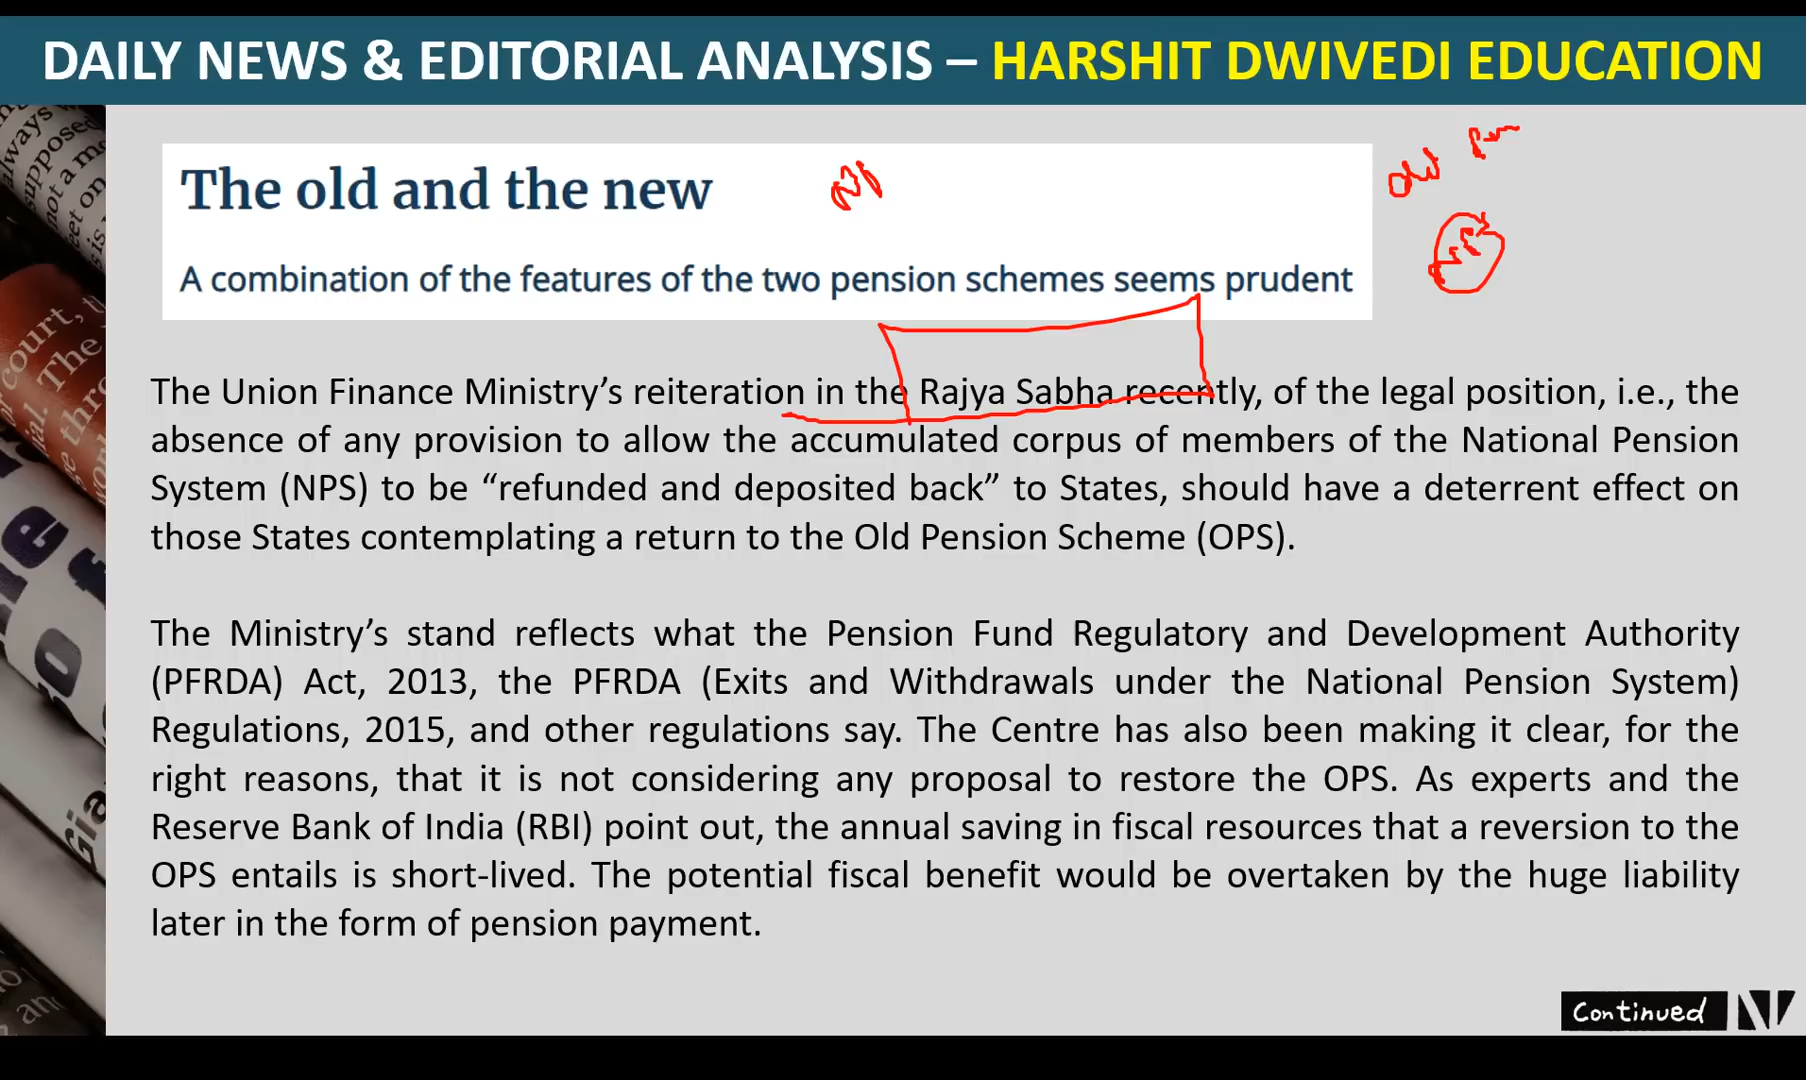 DAILY NEWS & EDITORIAL ANALYSIS – HARSHIT DWIVEDI EDUCATION
The old and the new
A combination of the features of the two pension schemes seems prudent
old
The Union Finance Ministry’s reiteration in the Rajya Sabha recently, of the legal position, i.e., the
absence of any provision to allow the accumulated corpus of members of the National Pension
System (NPS) to be “refunded and deposited back” to States, should have a deterrent effect on
those States contemplating a return to the Old Pension Scheme (OPS).
The Ministry’s stand reflects what the Pension Fund Regulatory and Development Authority
(PFRDA) Act, 2013, the PFRDA (Exits and Withdrawals under the National Pension System)
Regulations, 2015, and other regulations say. The Centre has also been making it clear, for the
right reasons, that it is not considering any proposal to restore the OPS. As experts and the
Reserve Bank of India (RBI) point out, the annual saving in fiscal resources that a reversion to the
OPS entails is short-lived. The potential fiscal benefit would be overtaken by the huge liability
later in the form of pension payment.
Continued